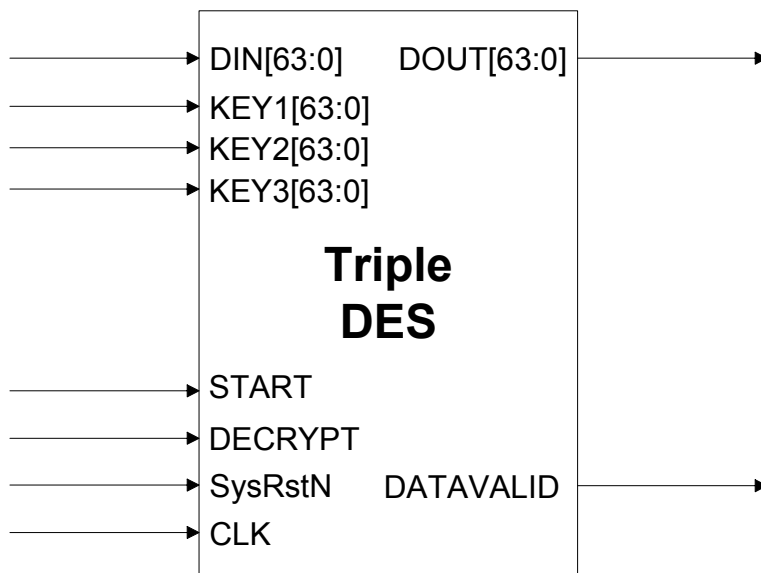 DIN[63:0] DOUT[63:0]
KEY1[63:0]
KEY2[63:0]
KEY3[63:0]
Triple
DES
START
DECRYPT
SysRstN DATAVALID
CLK